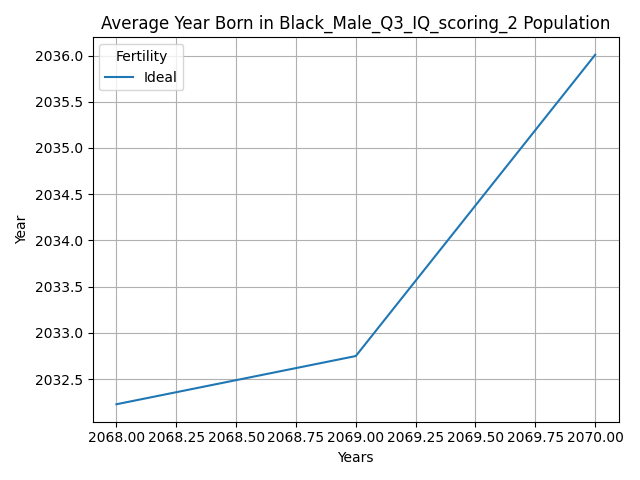 Average Year Born in Black_Male_Q3_IQ_scoring_2 Population
Fertility
Ideal
2036.0
2035.5
2035.0
2034.5
2034.0
2033.5
2033.0
2032.5
Year
2068.00 2068.25 2068.50 2068.75 2069.00 2069.25 2069.50 2069.75 2070.00
Years